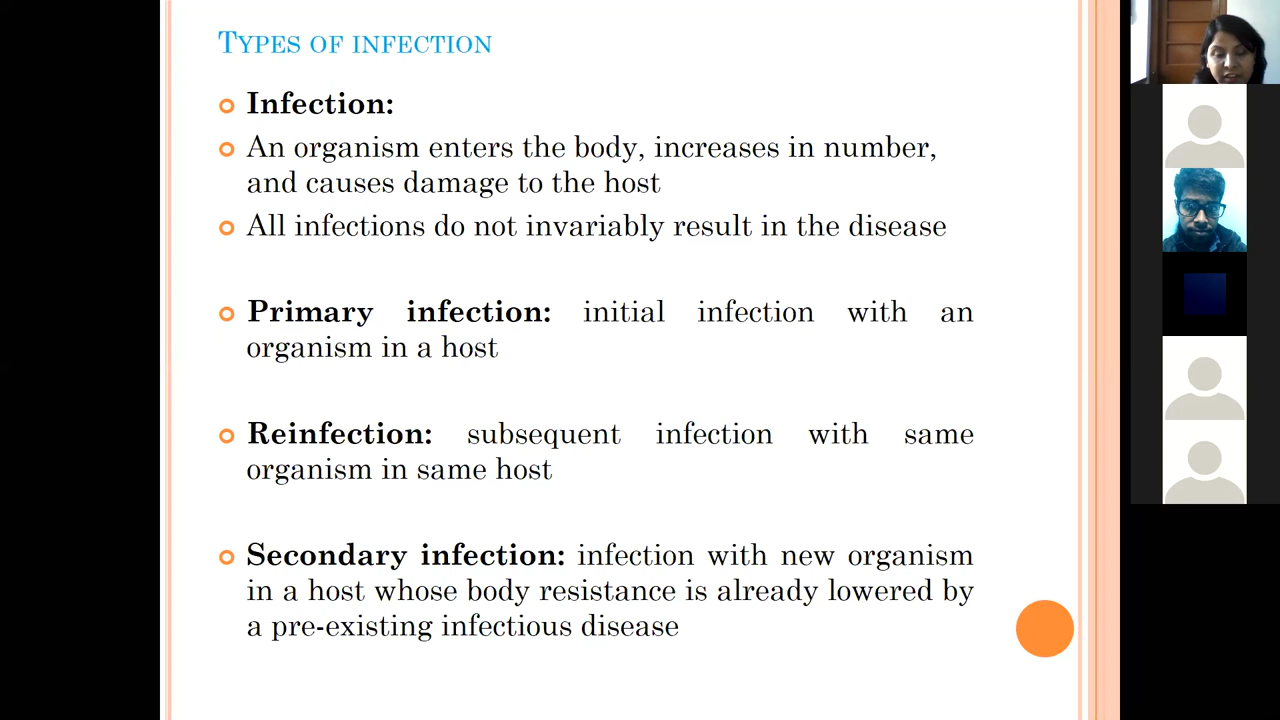 TYPES OF INFECTION
Infection:
An organism enters the body, increases in number,
and causes damage to the host
All infections do not invariably result in the disease
Primary infection: initial infection with an
organism in a host
Reinfection: subsequent infection with same
organism in same host
Secondary infection: infection with new organism
in a host whose body resistance is already lowered by
a pre-existing infectious disease